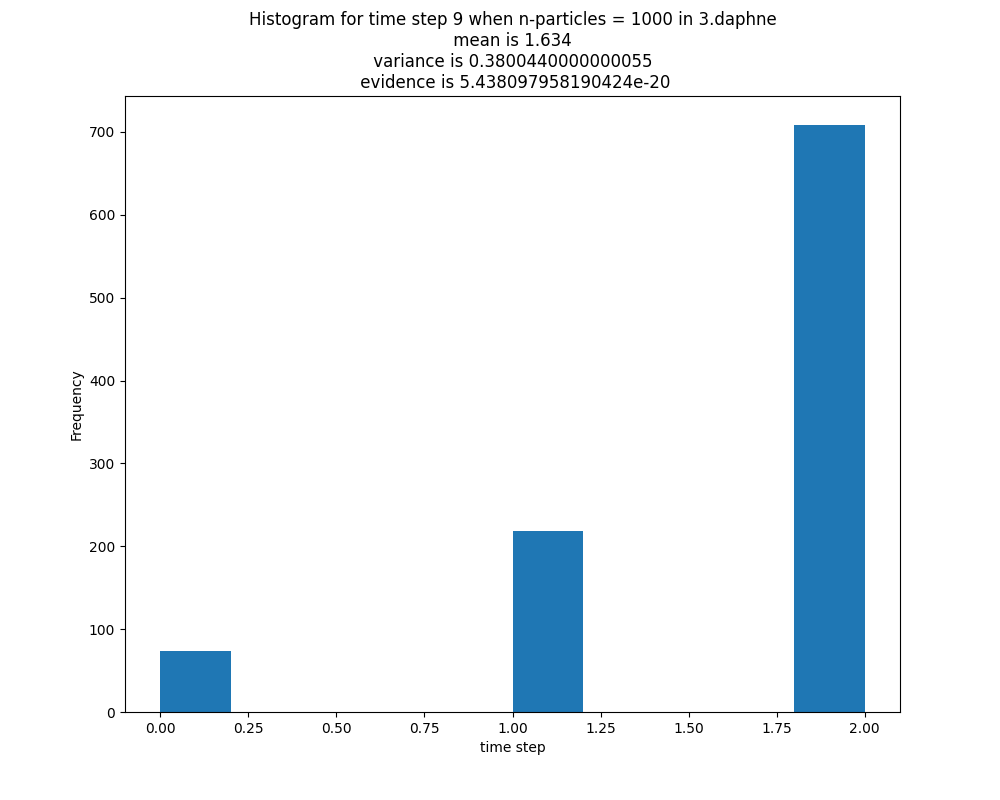 Histogram for time step 9 when n-particles = 1000 in 3.daphne
mean is 1.634
variance is 0.3800440000000055
evidence is 5.438097958190424e-20
700
600
500
400
300
200
100
0
Frequency
0.00 0.25 0.50 0.75 1.00 1.25 1.50 1.75 2.00
time step